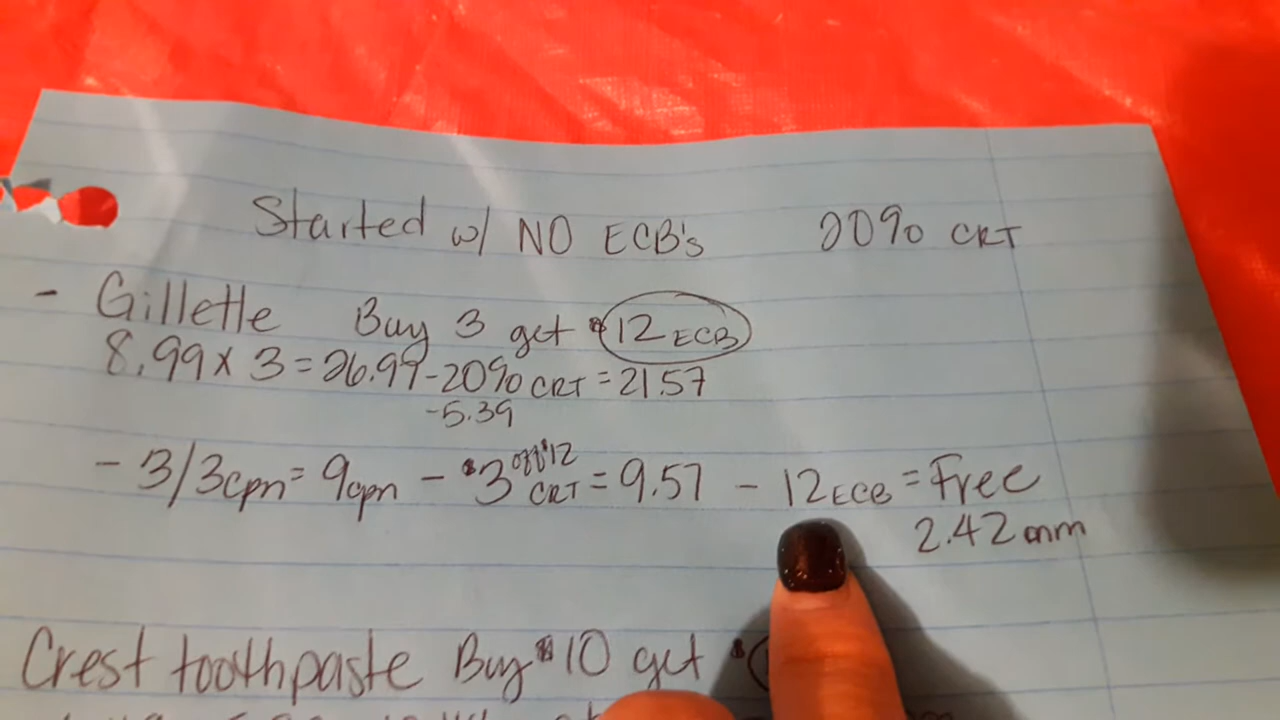 Started w/ NO ECB's 20% CRT
- Gillette Buy 3 get $12 ECB
8.99 x 3 = 26.97 - 20% CRT = 21.57
-5.39
- 3/3cpn = 9cpn - $3 off $12 CRT = 9.57 - 12 ECB = Free
2.42 mm
Crest toothpaste Buy $10 get $